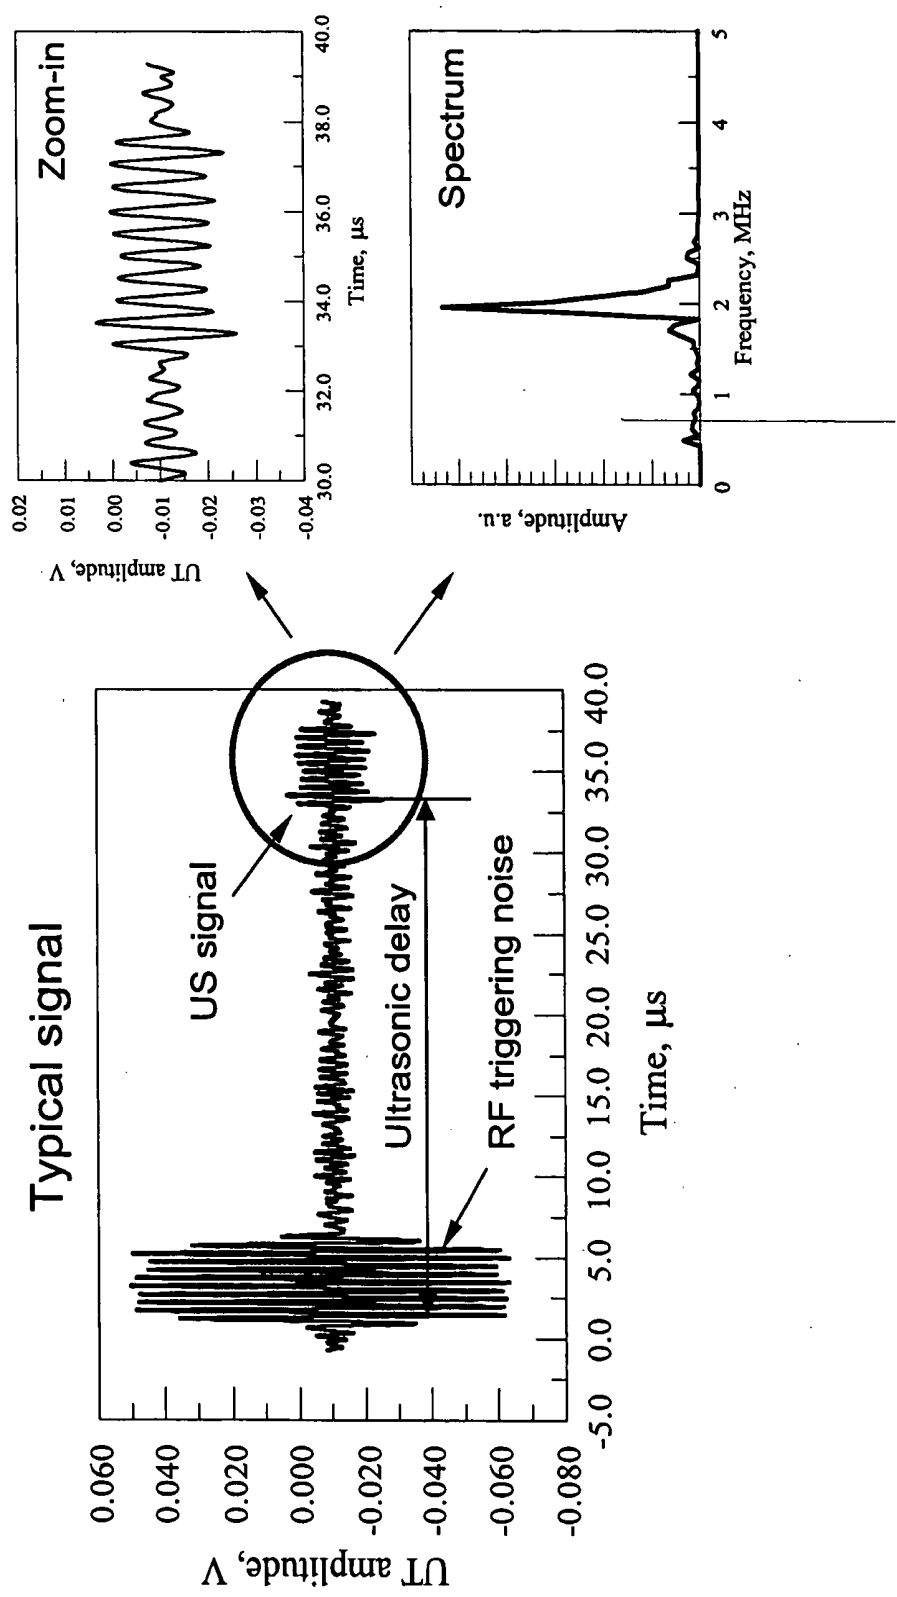 Typical signal
UT amplitude, V
0.060
0.040
0.020
0.000
-0.020
-0.040
-0.060
-0.080
US signal
Ultrasonic delay
RF triggering noise
-5.0 0.0 5.0 10.0 15.0 20.0 25.0 30.0 35.0 40.0
Time, μs
Zoom-in
UT amplitude, V
0.02
0.01
0.00
-0.01
-0.02
-0.03
-0.04
30.0 32.0 34.0 36.0 38.0 40.0
Time, μs
Spectrum
Amplitude, a.u.
0 1 2 3 4 5
Frequency, MHz